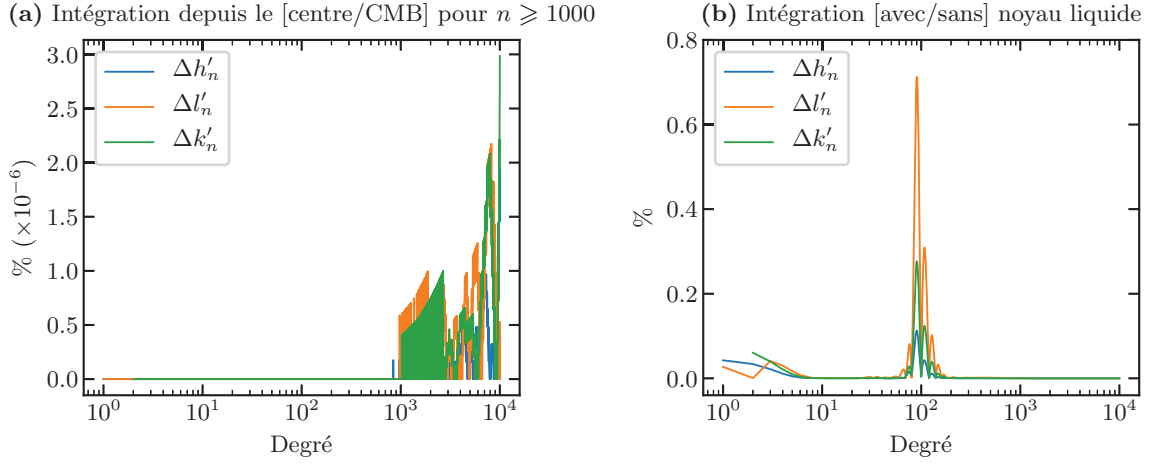 (a) Intégration depuis le [centre/CMB] pour n ⩾ 1000
3.0
2.5
2.0
1.5
1.0
0.5
0.0
% (×10⁻⁶)
Δh′ₙ
Δl′ₙ
Δk′ₙ
10⁰
10¹
10²
10³
10⁴
Degré
(b) Intégration [avec/sans] noyau liquide
0.8
0.6
0.4
0.2
0.0
%
Δh′ₙ
Δl′ₙ
Δk′ₙ
10⁰
10¹
10²
10³
10⁴
Degré